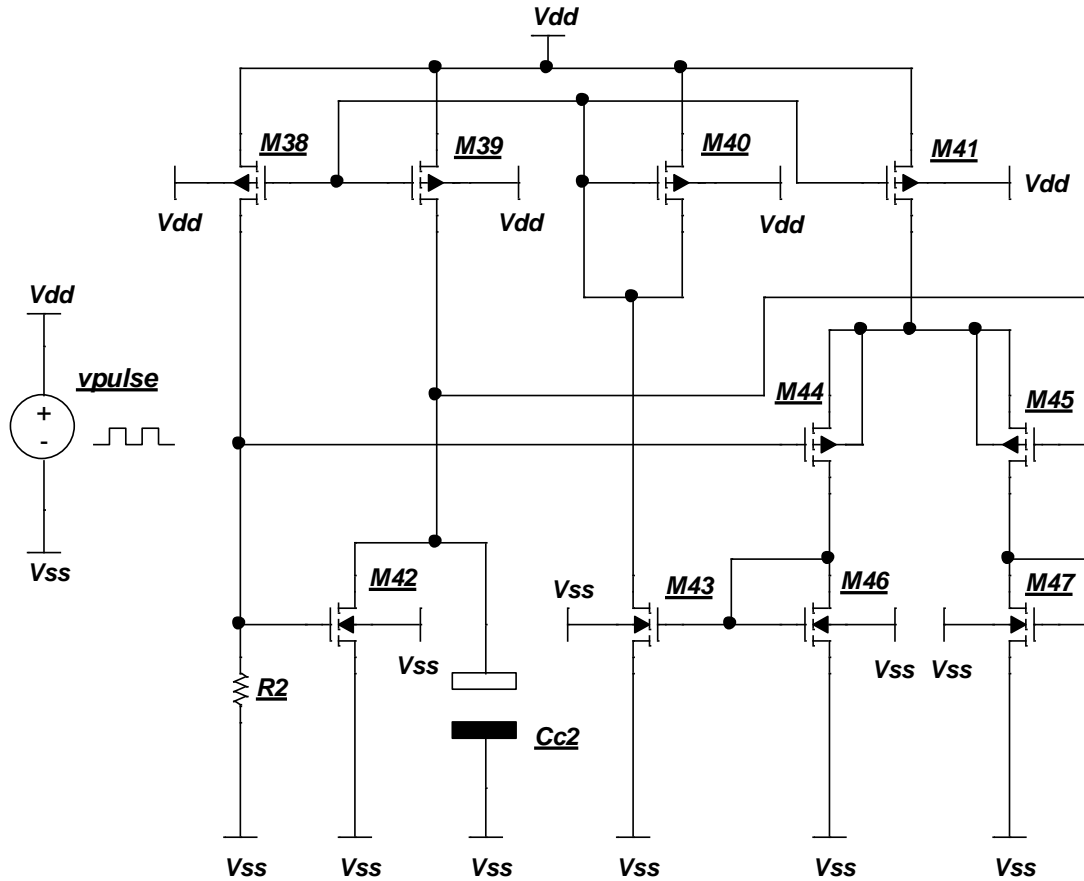 Vdd
M38
M39
M40
M41
Vdd
Vdd
Vdd
Vdd
Vdd
vpulse
+
-
M44
M45
Vss
M42
Vss
M43
M46
M47
Vss
Vss
Vss
R2
Cc2
Vss
Vss
Vss
Vss
Vss
Vss